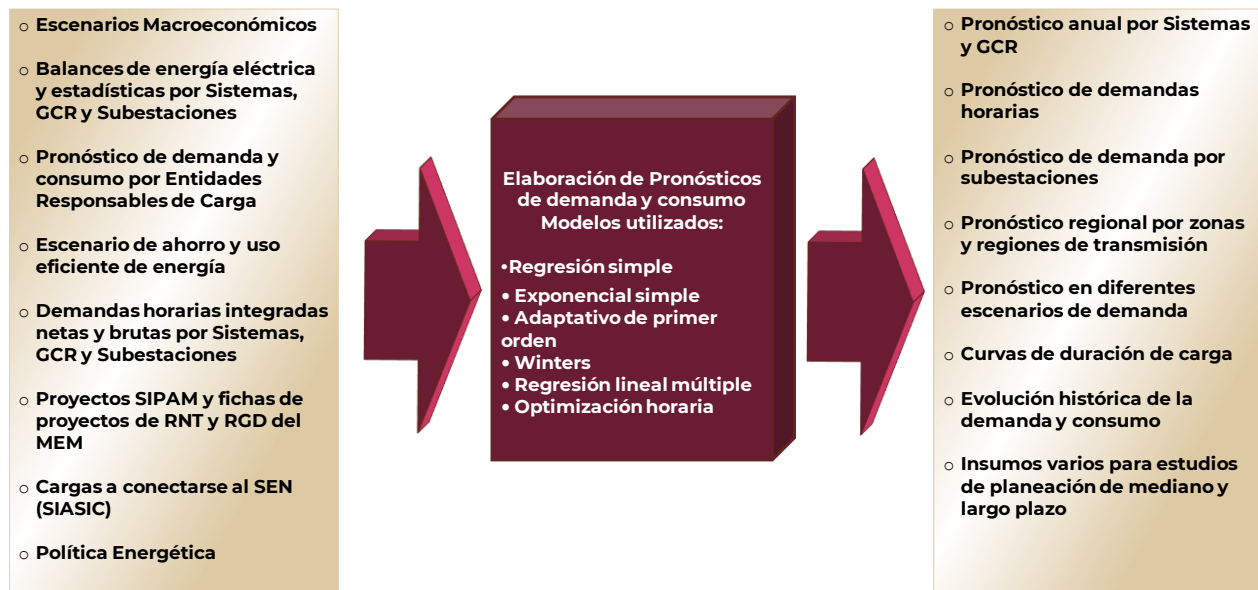 ○ Escenarios Macroeconómicos
○ Balances de energía eléctrica
y estadísticas por Sistemas,
GCR y Subestaciones
○ Pronóstico de demanda y
consumo por Entidades
Responsables de Carga
○ Escenario de ahorro y uso
eficiente de energía
○ Demandas horarias integradas
netas y brutas por Sistemas,
GCR y Subestaciones
○ Proyectos SIPAM y fichas de
proyectos de RNT y RGD del
MEM
○ Cargas a conectarse al SEN
(SIASIC)
○ Política Energética
Elaboración de Pronósticos
de demanda y consumo
Modelos utilizados:
•Regresión simple
• Exponencial simple
• Adaptativo de primer
orden
• Winters
• Regresión lineal múltiple
• Optimización horaria
○ Pronóstico anual por Sistemas
y GCR
○ Pronóstico de demandas
horarias
○ Pronóstico de demanda por
subestaciones
○ Pronóstico regional por zonas
y regiones de transmisión
○ Pronóstico en diferentes
escenarios de demanda
○ Curvas de duración de carga
○ Evolución histórica de la
demanda y consumo
○ Insumos varios para estudios
de planeación de mediano y
largo plazo